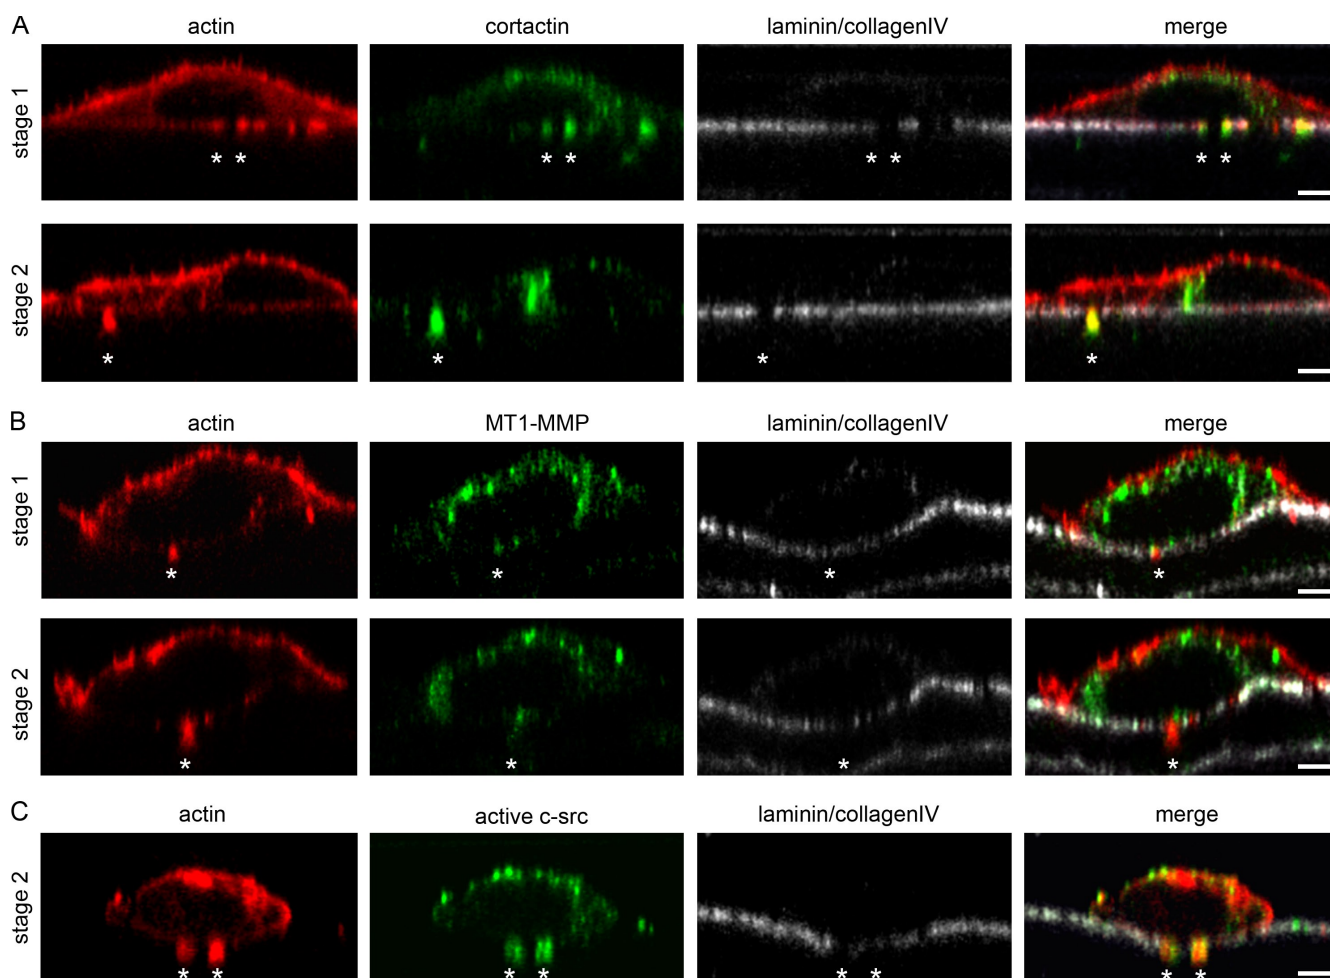 A actin cortactin laminin/collagenIV merge
stage 1
* * * * * * * *
stage 2
* * * *
B actin MT1-MMP laminin/collagenIV merge
stage 1
* * * *
stage 2
* * * *
C actin active c-src laminin/collagenIV merge
stage 2
* * * * * * * *